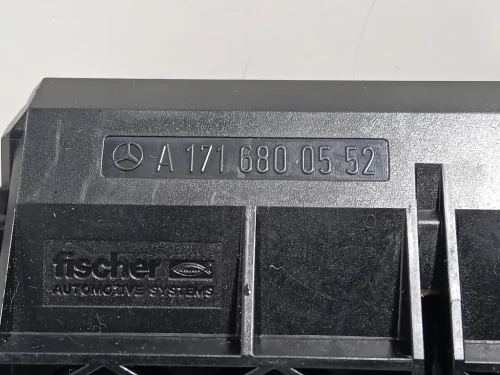 A 171 680 05 52
fischer
AUTOMOTIVE SYSTEMS